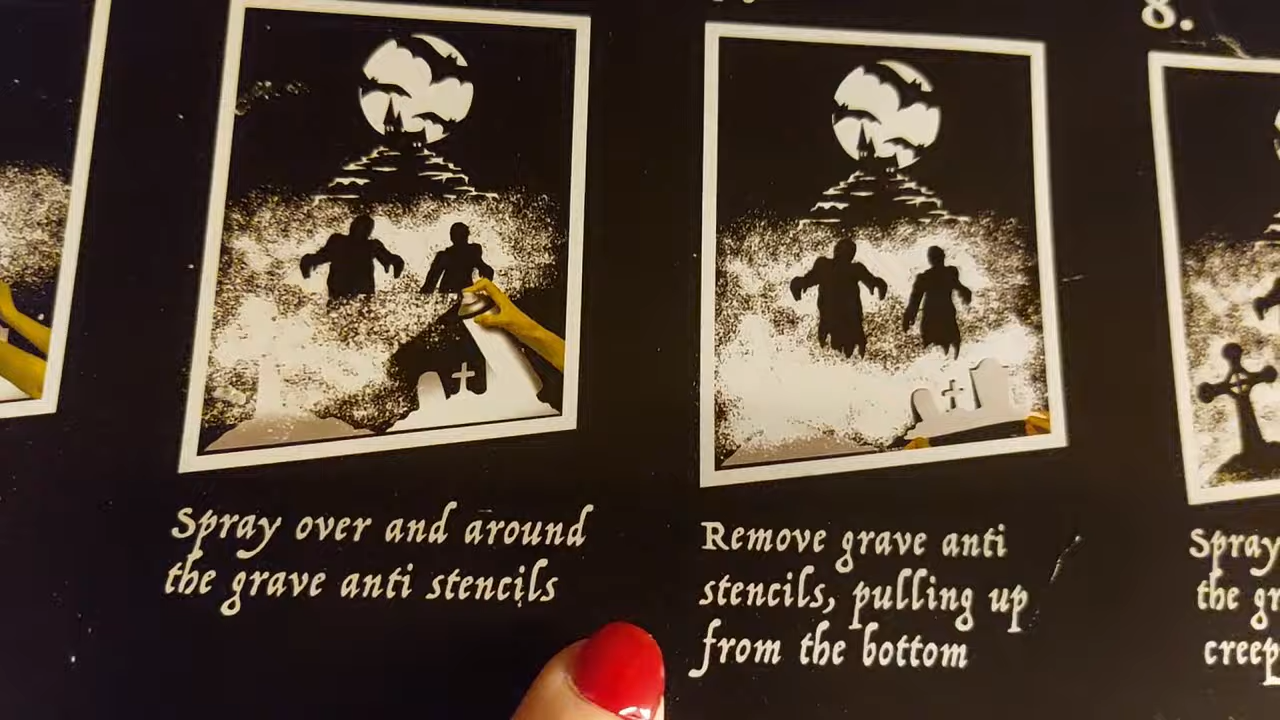 8.
Spray over and around
the grave anti stencils
Remove grave anti
stencils, pulling up
from the bottom
Spray
the